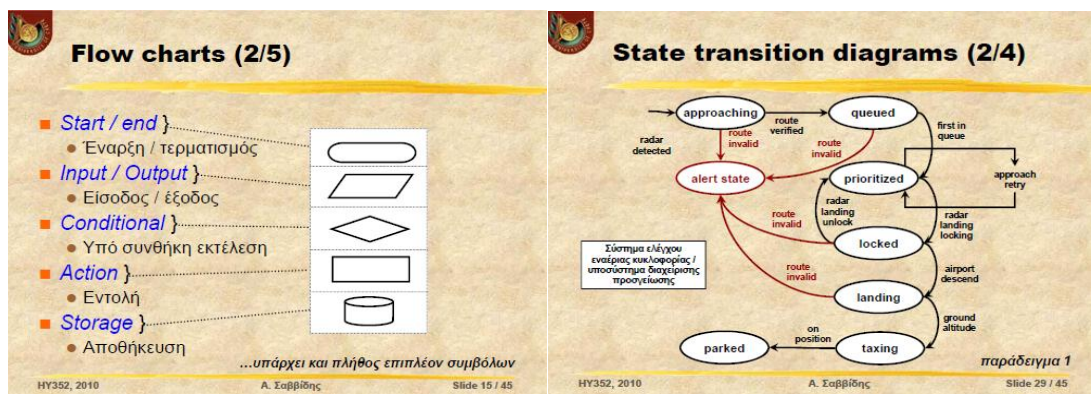 Flow charts (2/5)
Start / end }
Έναρξη / τερματισμός
Input / Output }
Είσοδος / έξοδος
Conditional }
Υπό συνθήκη εκτέλεση
Action }
Εντολή
Storage }
Αποθήκευση
...υπάρχει και πλήθος επιπλέον συμβόλων
HY352, 2010
Α. Σαββίδης
Slide 15 / 45
State transition diagrams (2/4)
approaching
route
verified
queued
first in
queue
radar
detected
route
invalid
route
invalid
alert state
prioritized
approach
retry
radar
landing
unlock
radar
landing
locking
route
invalid
locked
Σύστημα ελέγχου
εναέριας κυκλοφορίας /
υποσύστημα διαχείρισης
προσγείωσης
airport
descend
route
invalid
landing
ground
altitude
on
position
parked
taxing
παράδειγμα 1
HY352, 2010
Α. Σαββίδης
Slide 29 / 45